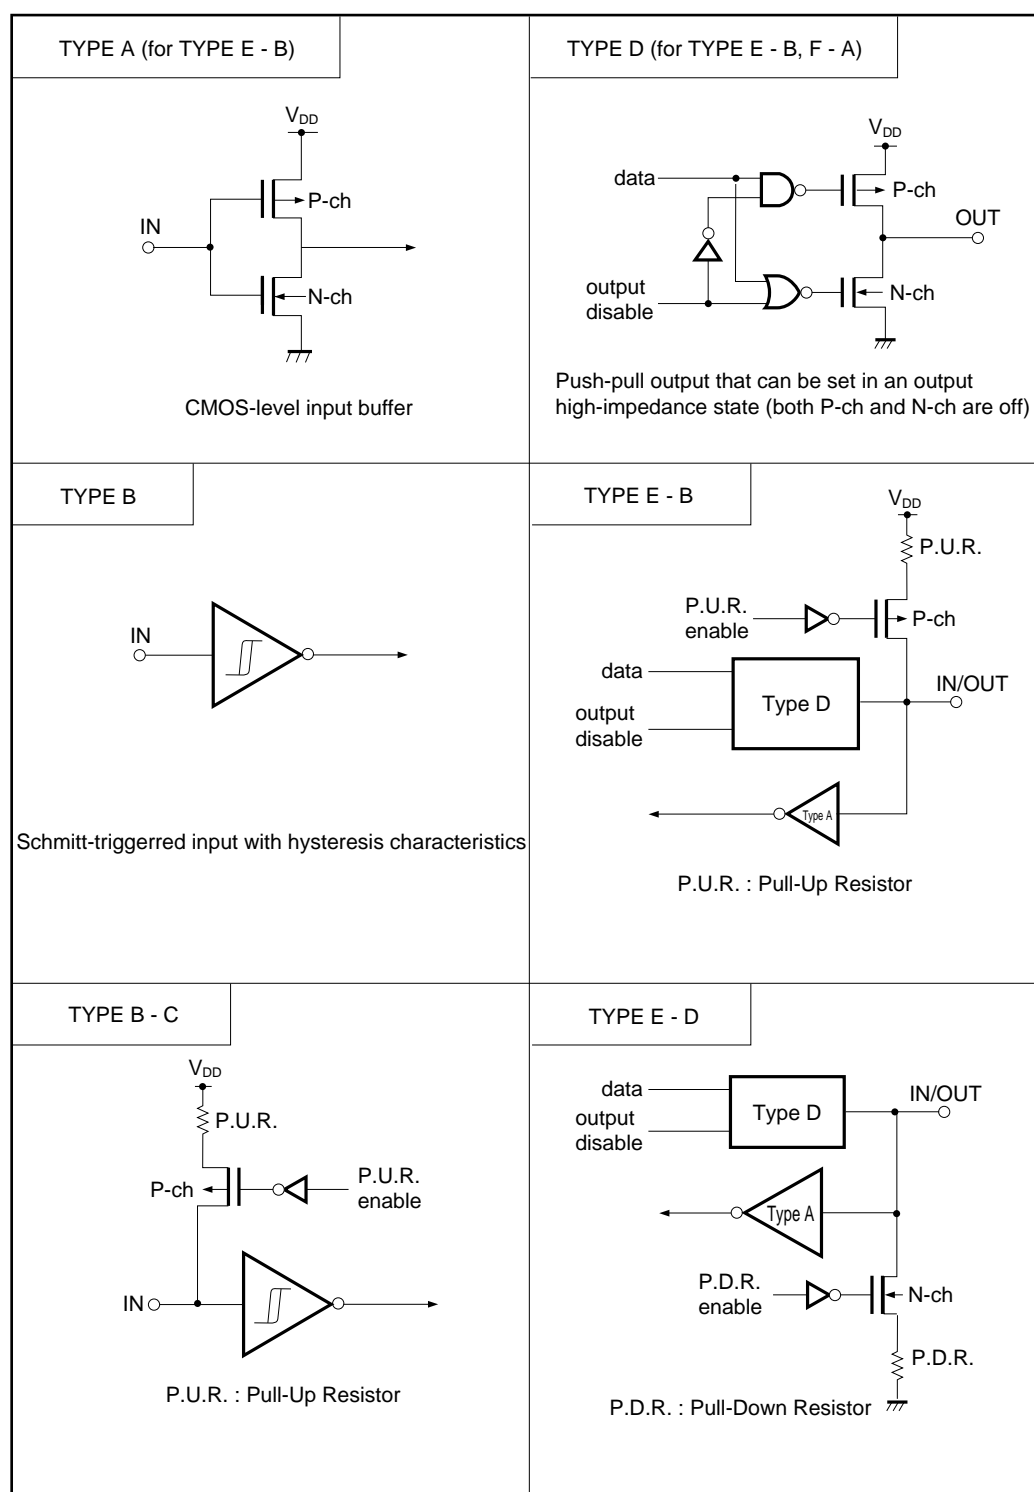 TYPE A (for TYPE E - B)
VDD
P-ch
IN
N-ch
CMOS-level input buffer
TYPE D (for TYPE E - B, F - A)
VDD
data
P-ch
OUT
output
disable
N-ch
Push-pull output that can be set in an output
high-impedance state (both P-ch and N-ch are off)
TYPE B
IN
Schmitt-triggerred input with hysteresis characteristics
TYPE E - B
VDD
P.U.R.
P.U.R.
enable
P-ch
data
Type D
IN/OUT
output
disable
Type A
P.U.R. : Pull-Up Resistor
TYPE B - C
VDD
P.U.R.
P-ch
P.U.R.
enable
IN
P.U.R. : Pull-Up Resistor
TYPE E - D
data
Type D
IN/OUT
output
disable
Type A
P.D.R.
enable
N-ch
P.D.R.
P.D.R. : Pull-Down Resistor